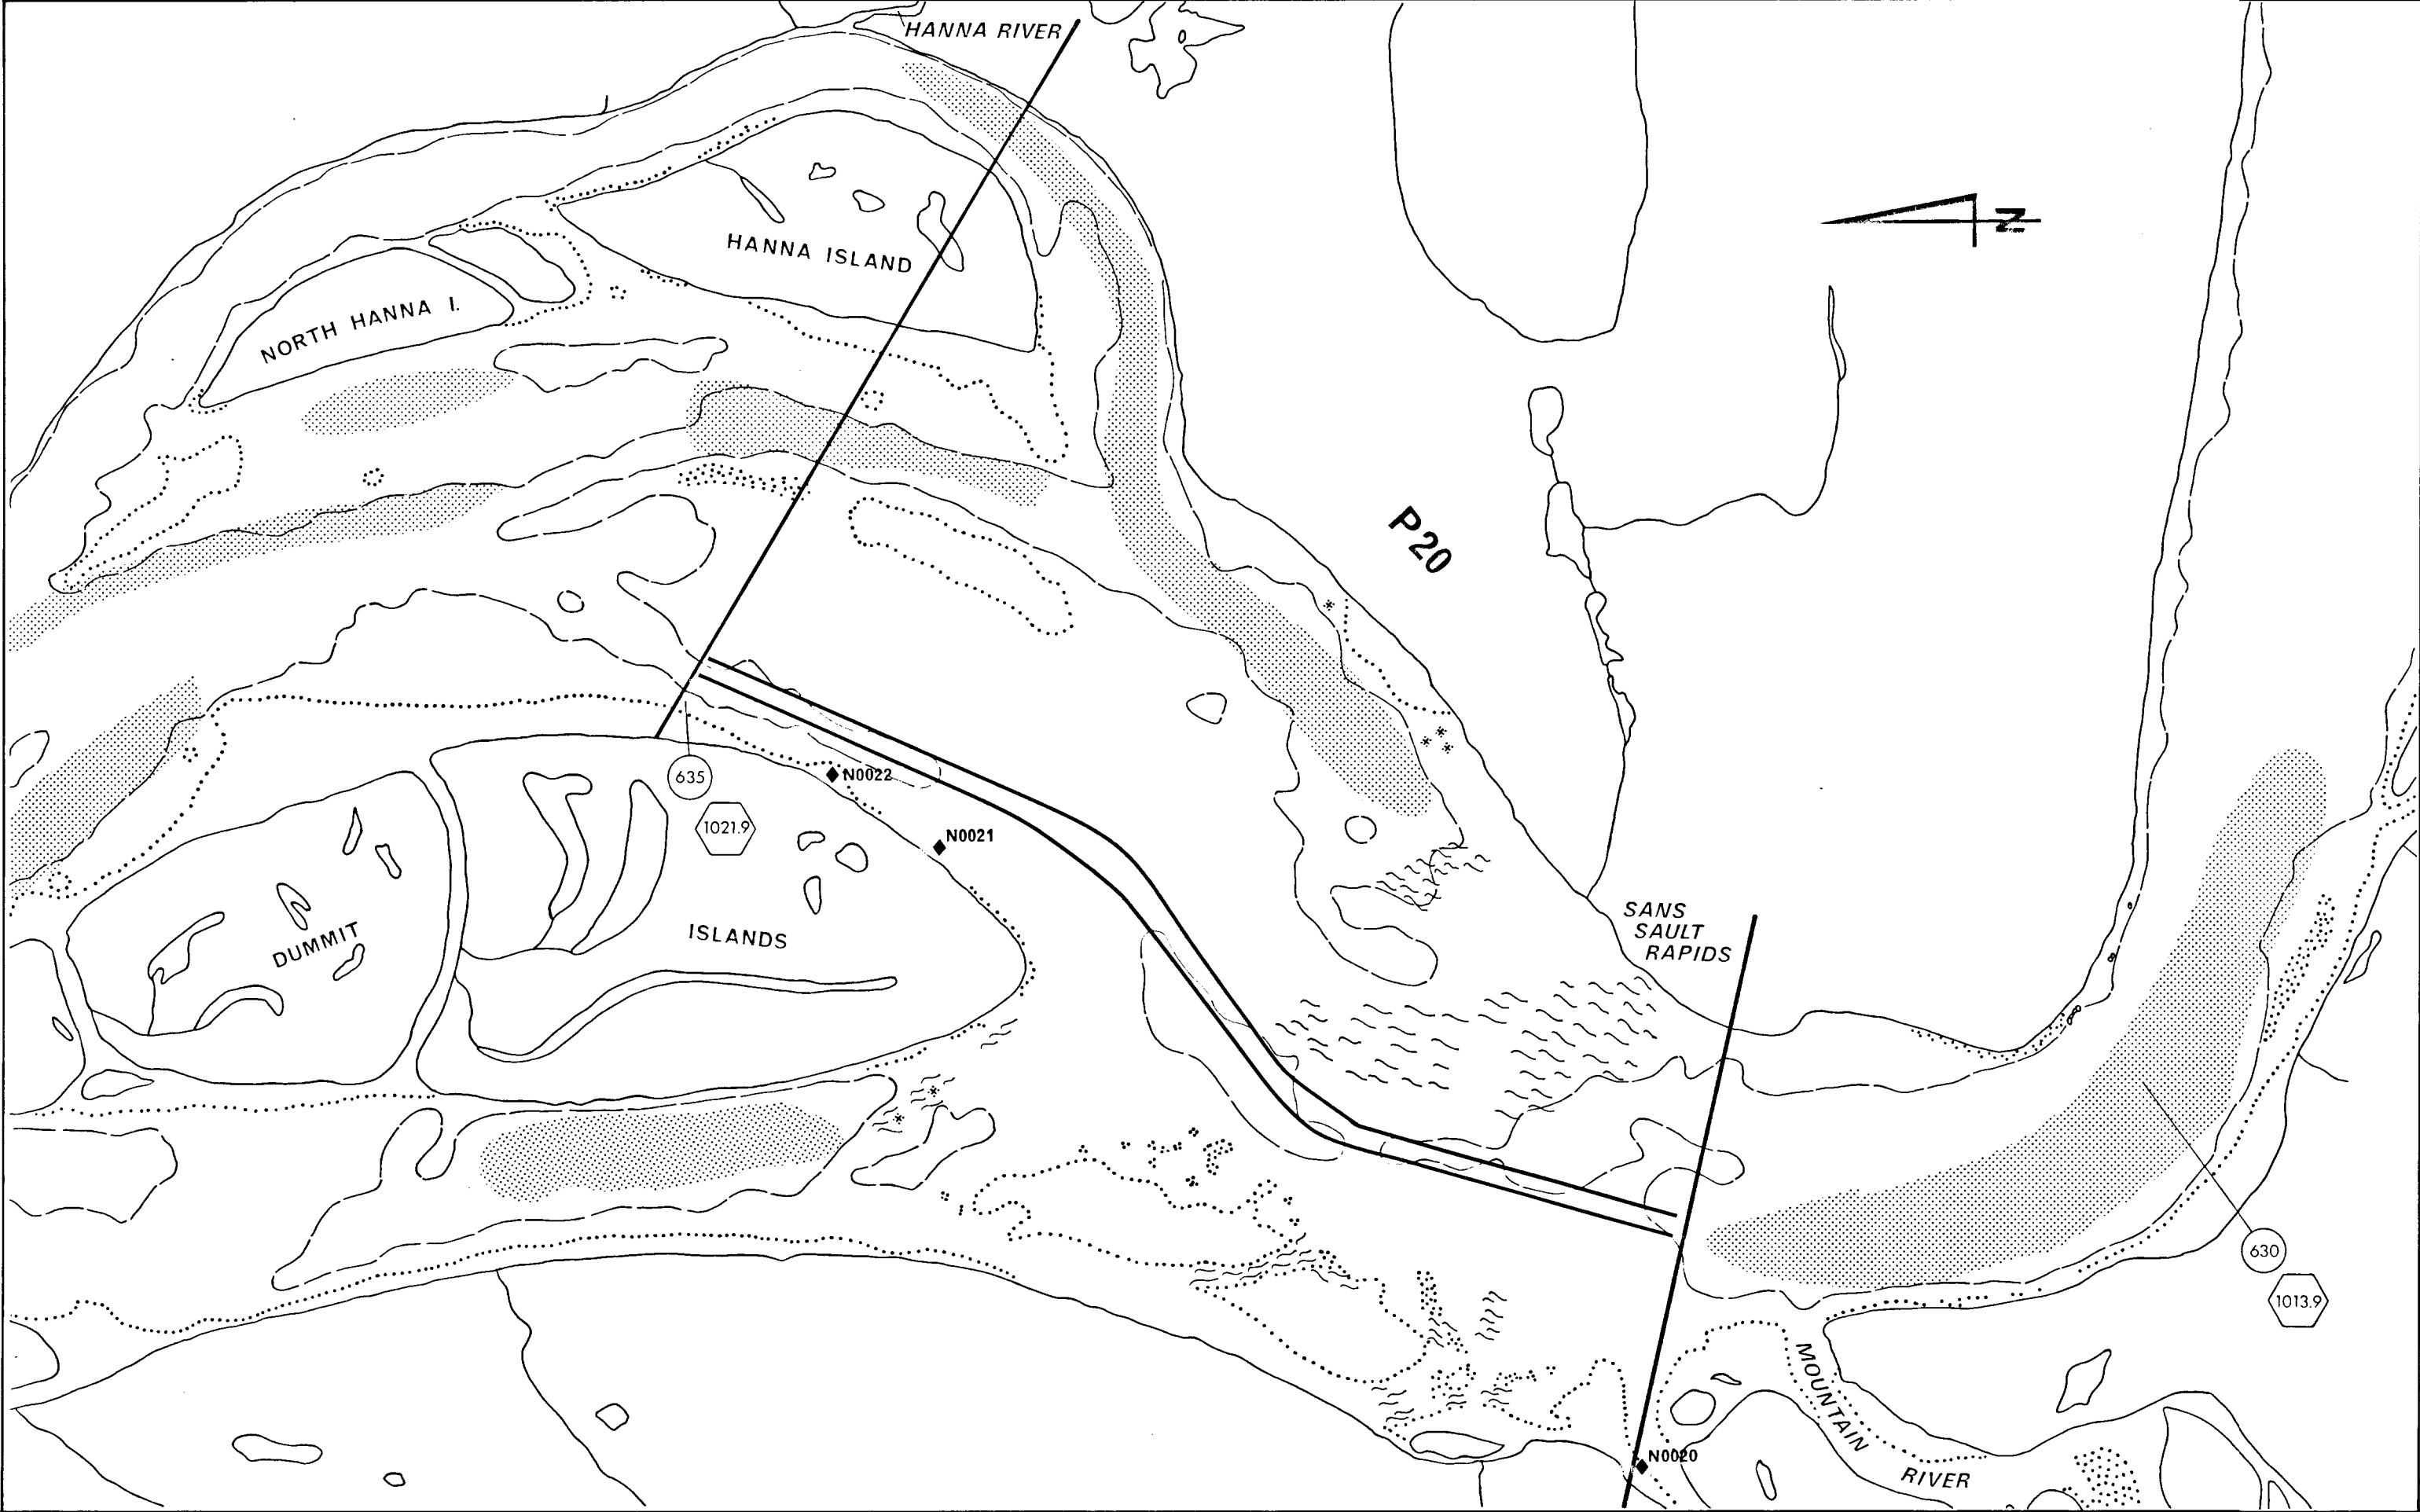 HANNA RIVER
N
HANNA ISLAND
NORTH HANNA I.
P20
635
N0022
1021.9
N0021
DUMMIT
ISLANDS
SANS
SAULT
RAPIDS
630
1013.9
MOUNTAIN
RIVER
N0020